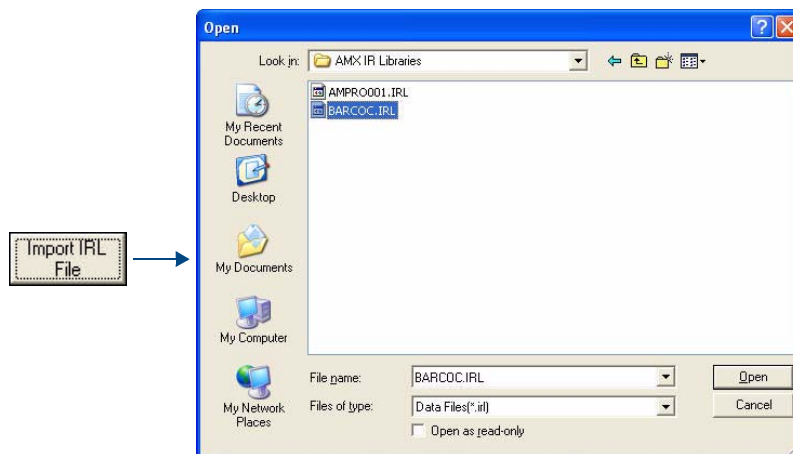 Import IRL
File
Open
Look in: AMX IR Libraries
AMPRO001.IRL
BARCOC.IRL
My Recent
Documents
Desktop
My Documents
My Computer
My Network
Places
File name: BARCOC.IRL Open
Files of type: Data Files(*.irl) Cancel
Open as read-only